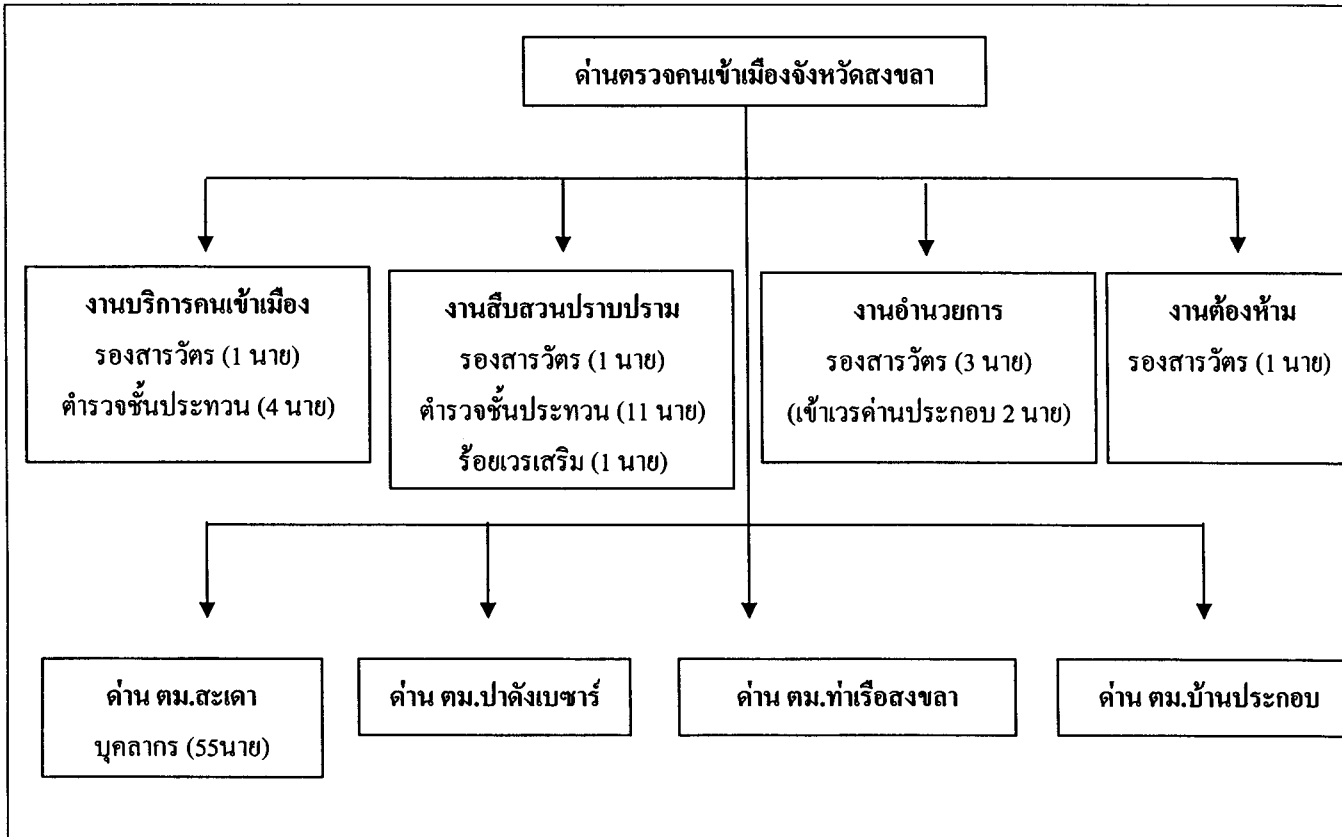 ด่านตรวจคนเข้าเมืองจังหวัดสงขลา
งานบริการคนเข้าเมือง
รองสารวัตร (1 นาย)
ตำรวจชั้นประทวน (4 นาย)
งานสืบสวนปราบปราม
รองสารวัตร (1 นาย)
ตำรวจชั้นประทวน (11 นาย)
ร้อยเวรเสริม (1 นาย)
งานอำนวยการ
รองสารวัตร (3 นาย)
(เข้าเวรด่านประกอบ 2 นาย)
งานต้องห้าม
รองสารวัตร (1 นาย)
ด่าน ตม.สะเดา
บุคลากร (55นาย)
ด่าน ตม.ปาดังเบซาร์
ด่าน ตม.ท่าเรือสงขลา
ด่าน ตม.บ้านประกอบ